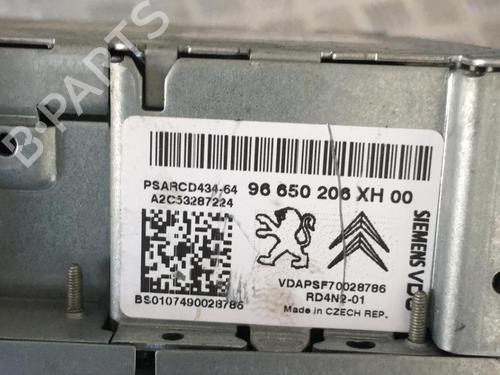 B-PARTS
PSARCD434-64
A2C53287224
96 650 206 XH 00
SIEMENS VDO
VDAPSF70028786
RD4N2-01
BS0107490028786
Made in CZECH REP.